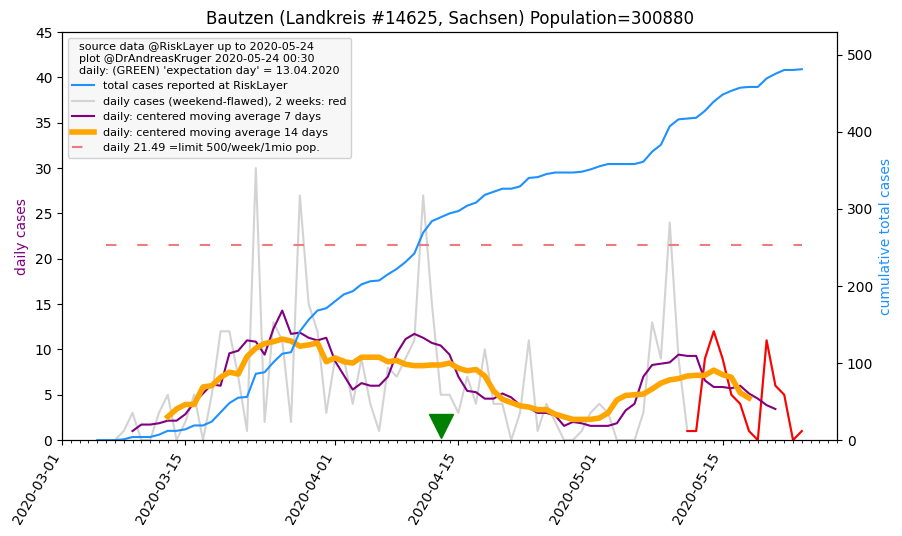 Bautzen (Landkreis #14625, Sachsen) Population=300880
source data @RiskLayer up to 2020-05-24
plot @DrAndreasKruger 2020-05-24 00:30
daily: (GREEN) 'expectation day' = 13.04.2020
total cases reported at RiskLayer
daily cases (weekend-flawed), 2 weeks: red
daily: centered moving average 7 days
daily: centered moving average 14 days
daily 21.49 =limit 500/week/1mio pop.
daily cases
45
40
35
30
25
20
15
10
5
0
500
400
300
200
100
0
cumulative total cases
2020-03-01
2020-03-15
2020-04-01
2020-04-15
2020-05-01
2020-05-15